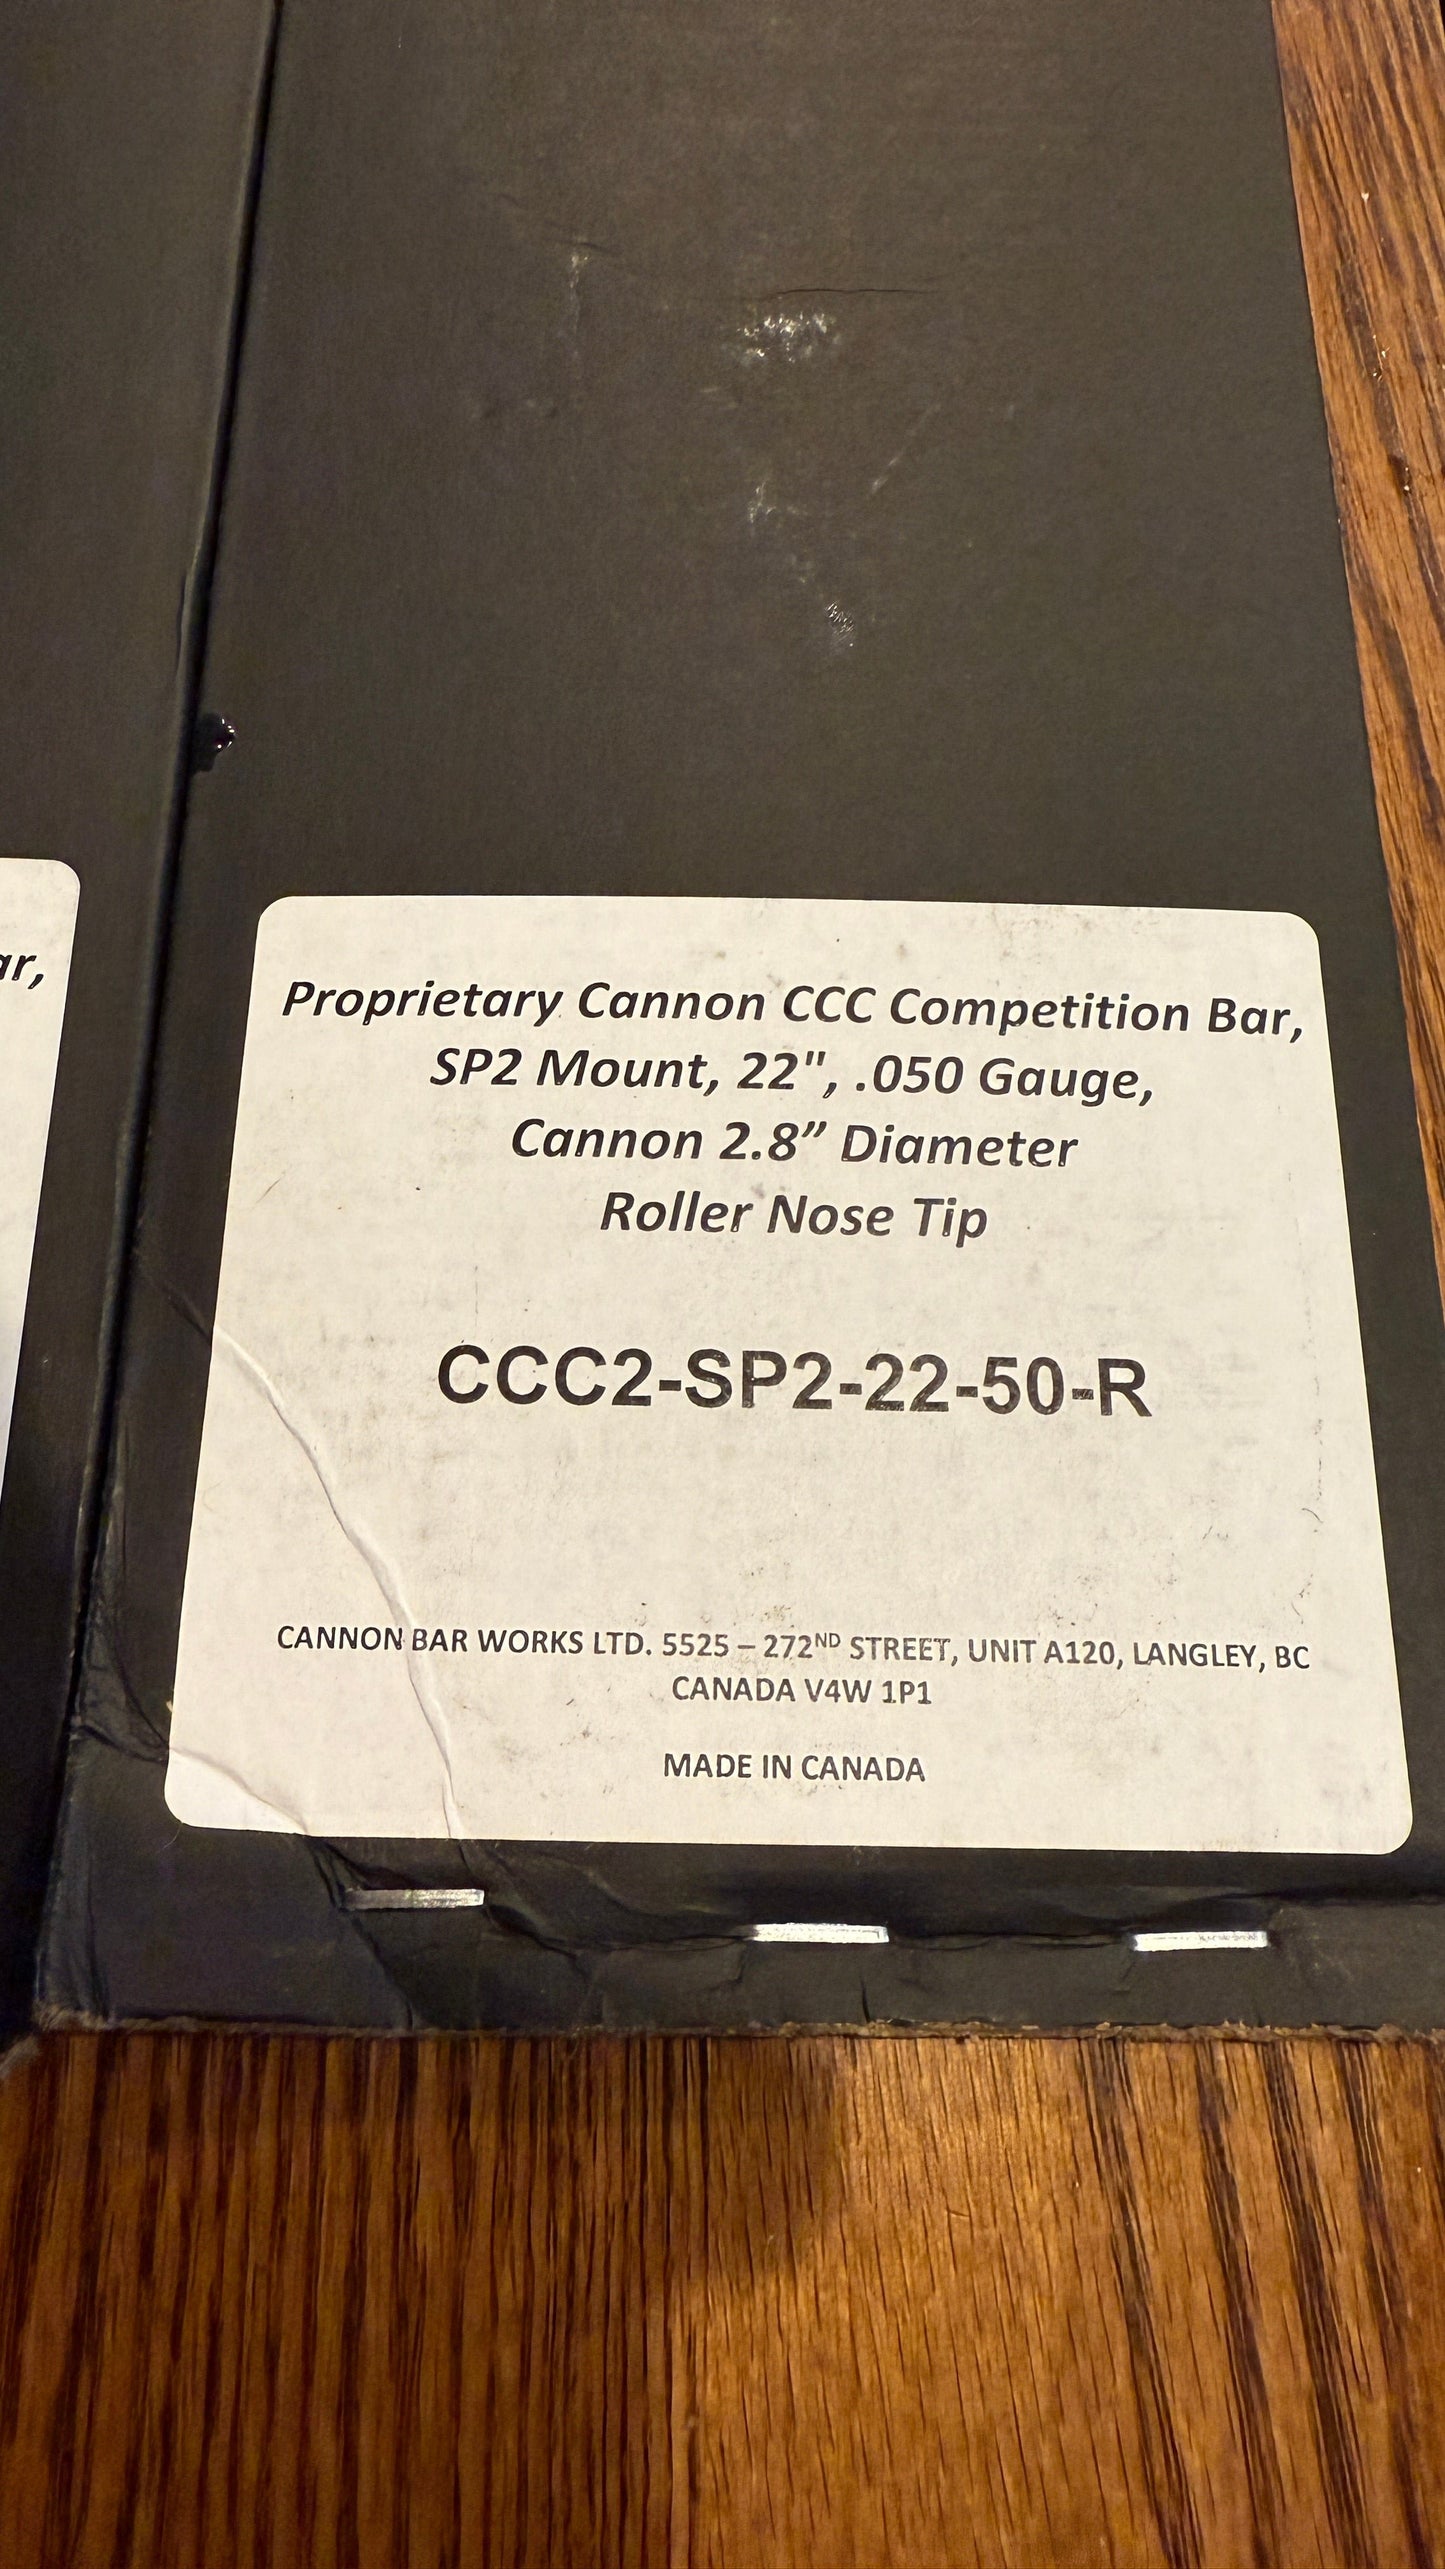 ar,
Proprietary Cannon CCC Competition Bar,
SP2 Mount, 22", .050 Gauge,
Cannon 2.8” Diameter
Roller Nose Tip
CCC2-SP2-22-50-R
CANNON BAR WORKS LTD. 5525 – 272ND STREET, UNIT A120, LANGLEY, BC
CANADA V4W 1P1
MADE IN CANADA